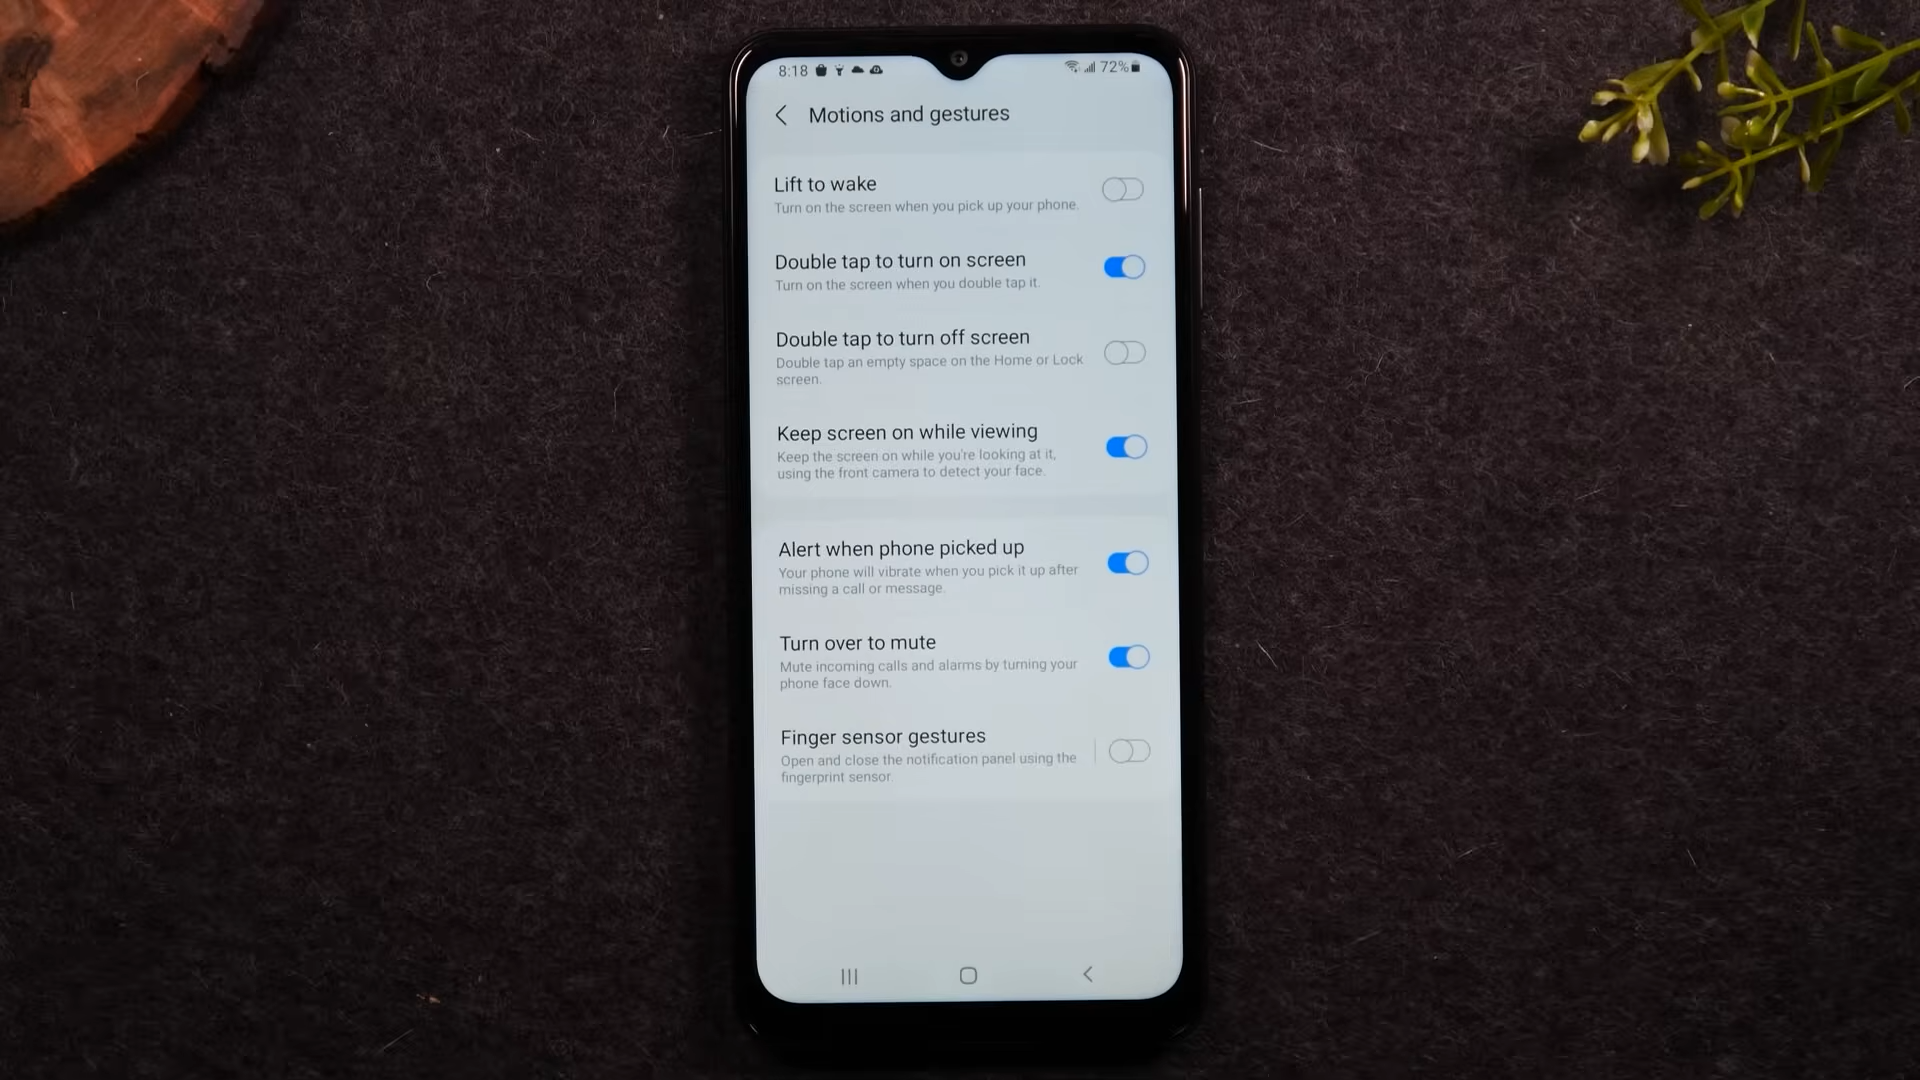 8:18 72%
Motions and gestures
Lift to wake
Turn on the screen when you pick up your phone.
Double tap to turn on screen
Turn on the screen when you double tap it.
Double tap to turn off screen
Double tap an empty space on the Home or Lock
screen.
Keep screen on while viewing
Keep the screen on while you're looking at it,
using the front camera to detect your face.
Alert when phone picked up
Your phone will vibrate when you pick it up after
missing a call or message.
Turn over to mute
Mute incoming calls and alarms by turning your
phone face down.
Finger sensor gestures
Open and close the notification panel using the
fingerprint sensor.